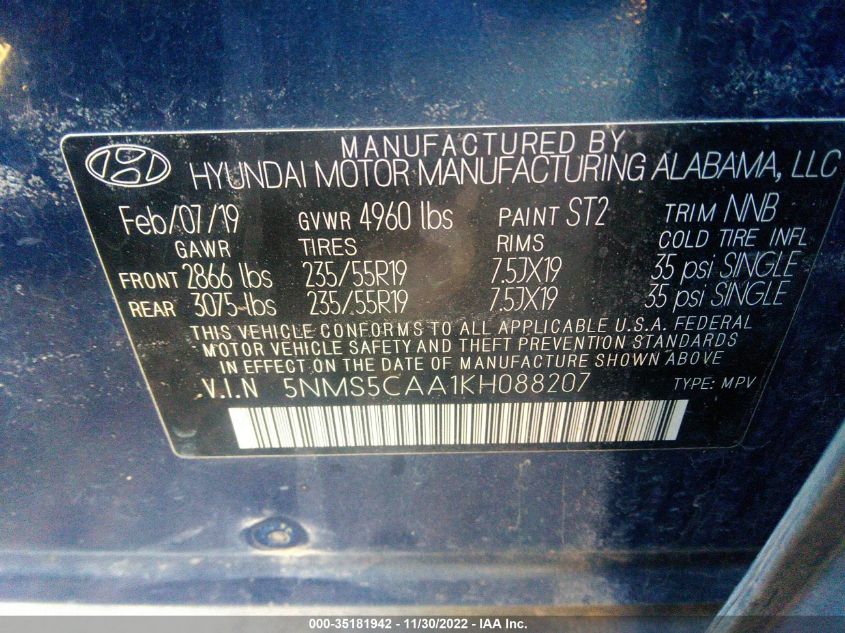 MANUFACTURED BY
HYUNDAI MOTOR MANUFACTURING ALABAMA, LLC
Feb/07/19 GVWR 4960 lbs PAINT ST2 TRIM NNB
GAWR TIRES RIMS COLD TIRE INFL
FRONT 2866 lbs 235/55R19 7.5JX19 35 psi SINGLE
REAR 3075 lbs 235/55R19 7.5JX19 35 psi SINGLE
THIS VEHICLE CONFORMS TO ALL APPLICABLE U.S.A. FEDERAL
MOTOR VEHICLE SAFETY AND THEFT PREVENTION STANDARDS
IN EFFECT ON THE DATE OF MANUFACTURE SHOWN ABOVE
V.I.N 5NMS5CAA1KH088207 TYPE: MPV
000-35181942 - 11/30/2022 - IAA Inc.